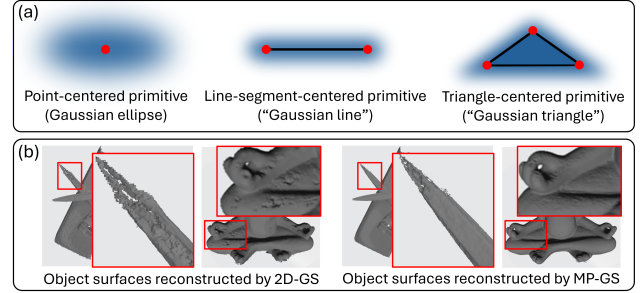 (a)
Point-centered primitive
(Gaussian ellipse)
Line-segment-centered primitive
(“Gaussian line”)
Triangle-centered primitive
(“Gaussian triangle”)
(b)
Object surfaces reconstructed by 2D-GS
Object surfaces reconstructed by MP-GS